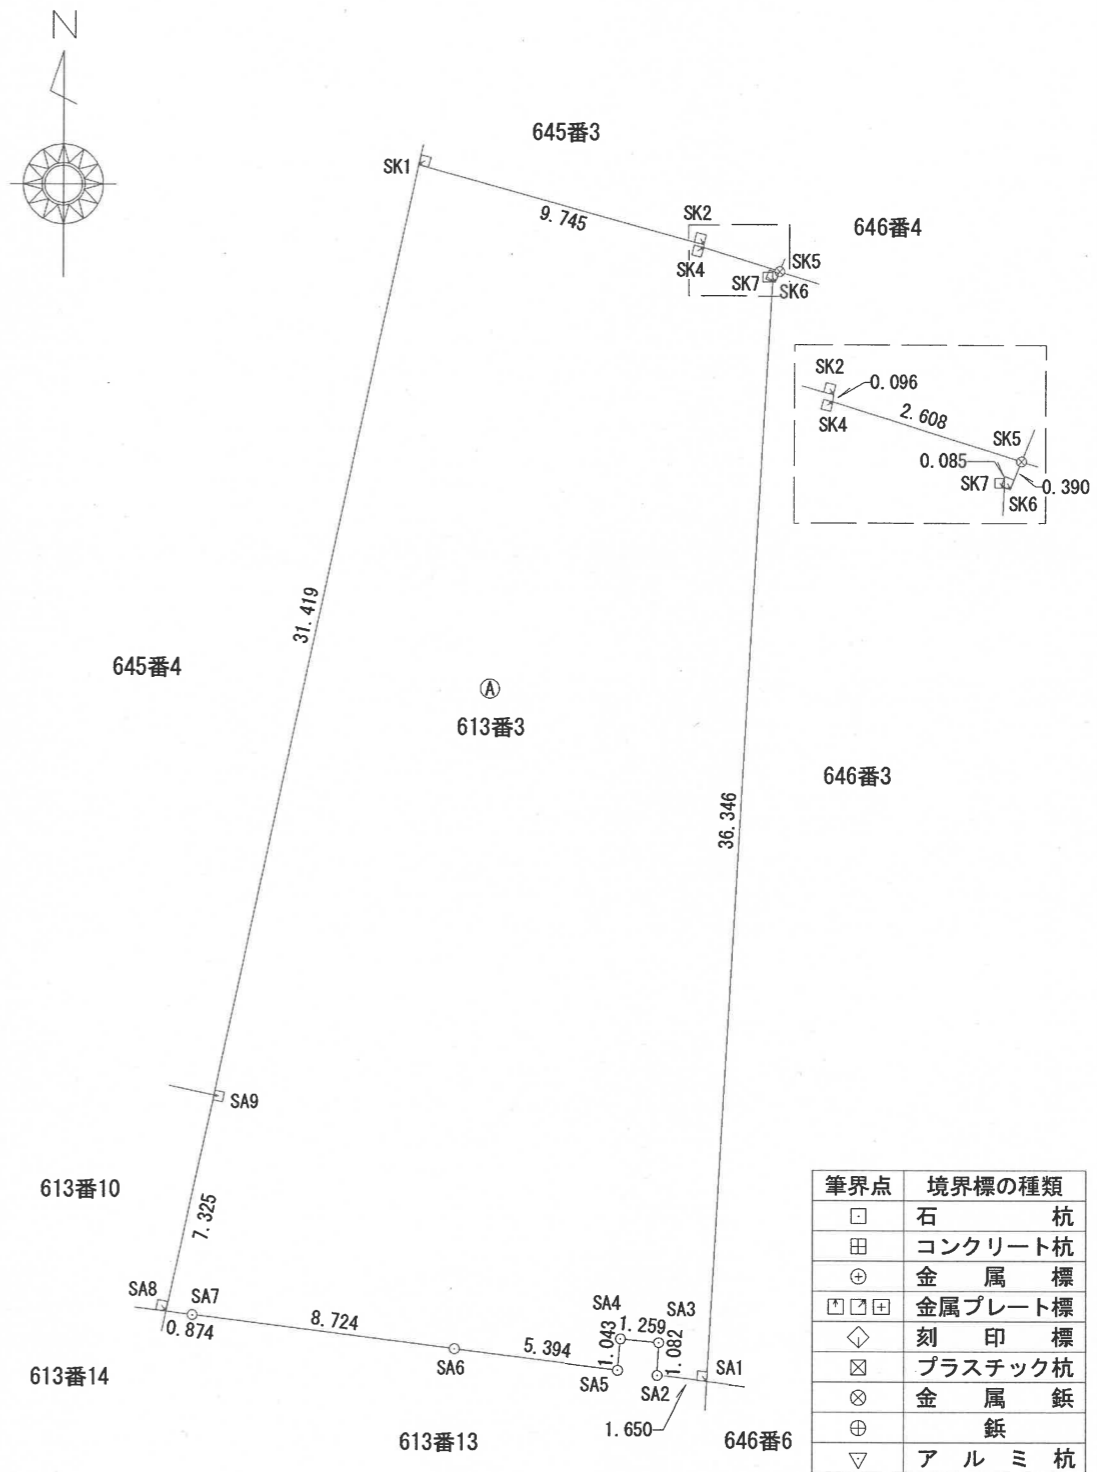 N
645番3
SK1
9.745
SK2
646番4
SK4
SK5
SK7
SK6
SK2
0.096
2.608
SK4
SK5
0.085
SK7
0.390
SK6
31.419
645番4
Ⓐ
613番3
646番3
36.346
SA9
613番10
7.325
SA8
SA7
0.874
8.724
SA6
5.394
SA4
SA3
1.259
1.043
1.082
SA5
SA2
SA1
1.650
613番14
613番13
646番6
筆界点 境界標の種類
石杭
コンクリート杭
金属標
金属プレート標
刻印標
プラスチック杭
金属鋲
鋲
アルミ杭